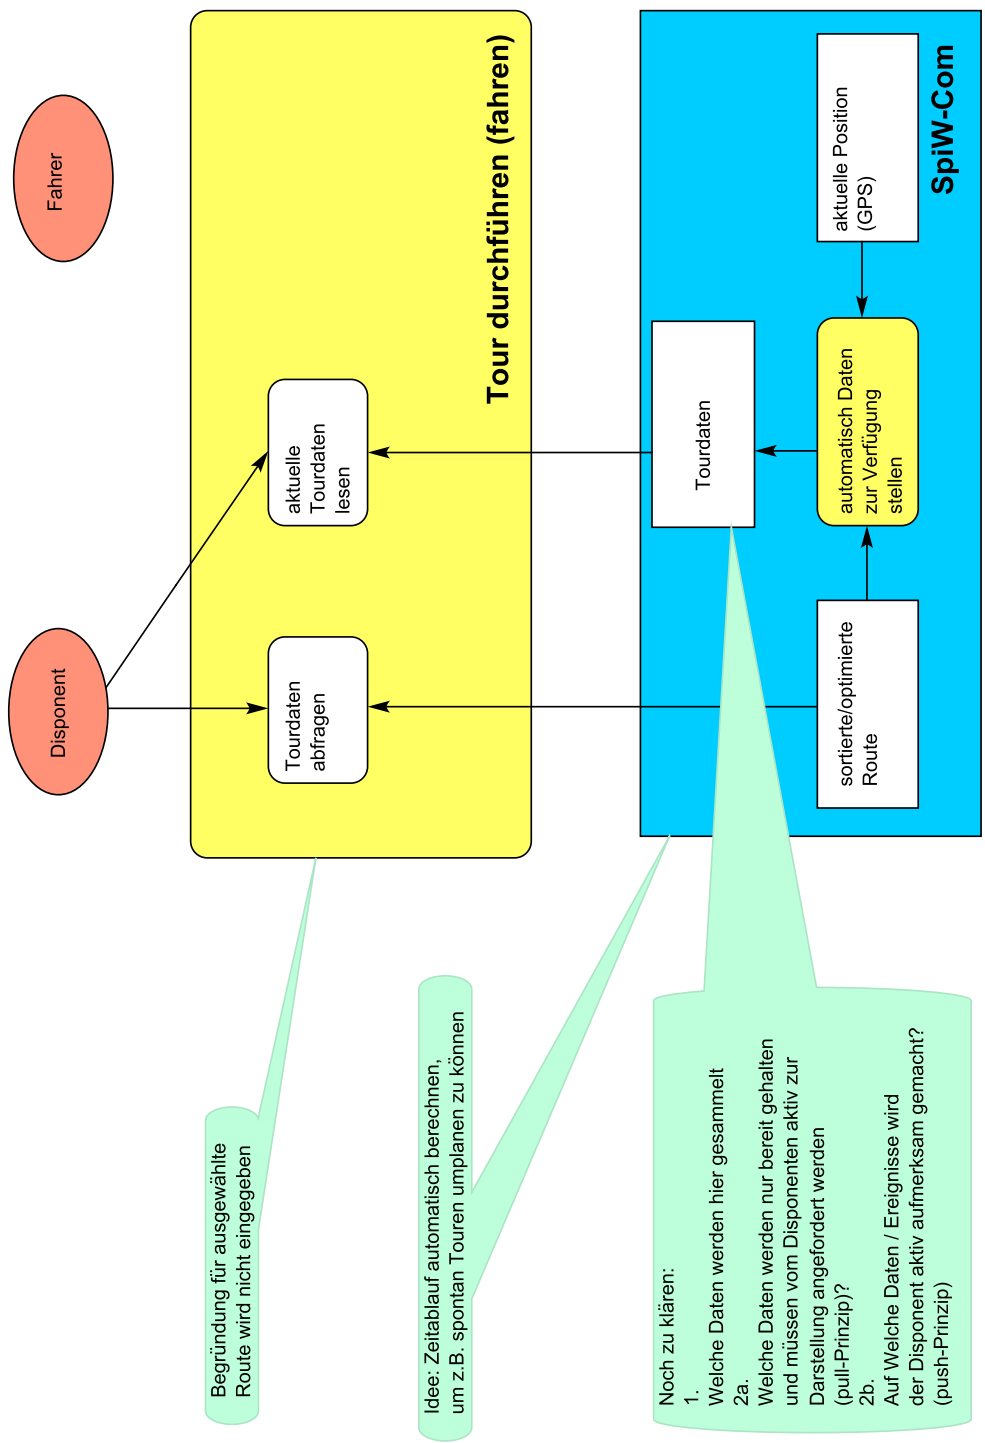 Begründung für ausgewählte
Route wird nicht eingegeben
Disponent
Fahrer
Tourdaten
abfragen
aktuelle
Tourdaten
lesen
Tour durchführen (fahren)
Idee: Zeitablauf automatisch berechnen,
um z.B. spontan Touren umplanen zu können
Noch zu klären:
1.
Welche Daten werden hier gesammelt
2a.
Welche Daten werden nur bereit gehalten
und müssen vom Disponenten aktiv zur
Darstellung angefordert werden
(pull-Prinzip)?
2b.
Auf Welche Daten / Ereignisse wird
der Disponent aktiv aufmerksam gemacht?
(push-Prinzip)
Tourdaten
sortierte/optimierte
Route
automatisch Daten
zur Verfügung
stellen
aktuelle Position
(GPS)
SpiW-Com